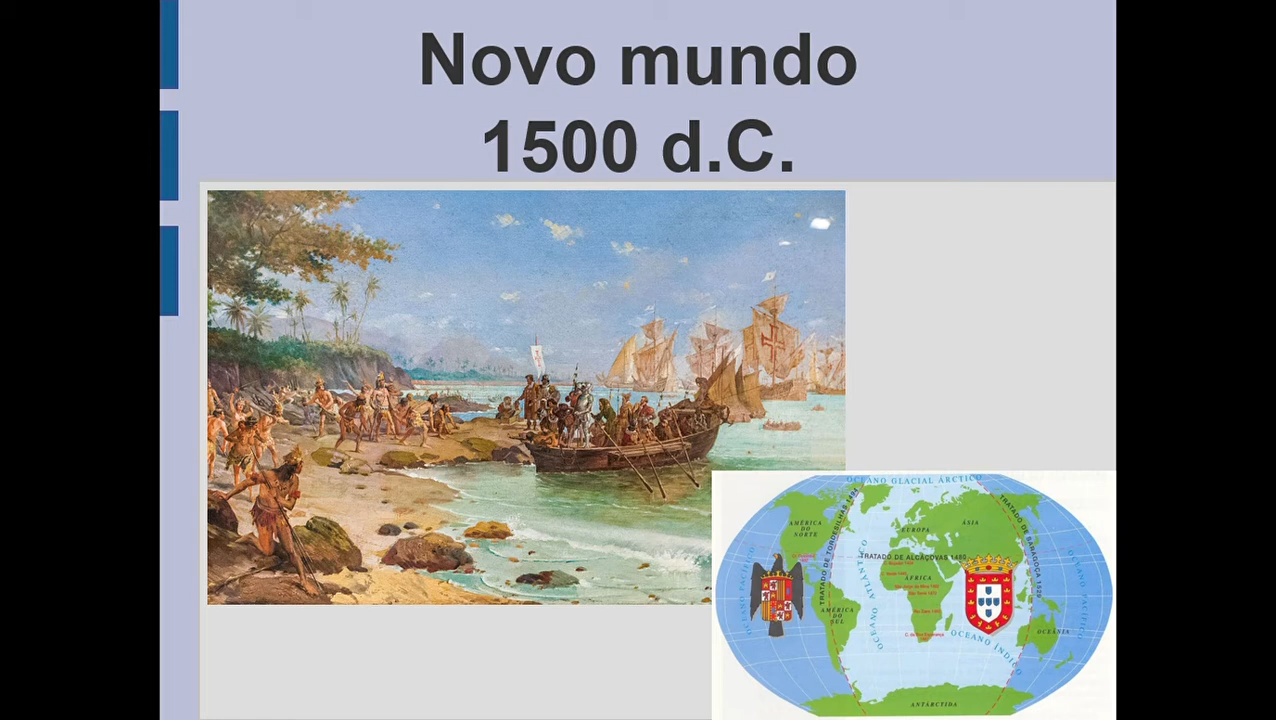 Novo mundo
1500 d.C.
OCEANO GLACIAL ÁRCTICO
TRATADO DE TORDESILHAS 1494
TRATADO DE SARAGOÇA 1529
AMÉRICA
DO
NORTE
EUROPA
ÁSIA
TRATADO DE ALCÁÇOVAS 1480
ÁFRICA
OCEANO PACÍFICO
OCEANO ATLÂNTICO
OCEANO PACÍFICO
AMÉRICA
DO
SUL
OCEANO ÍNDICO
OCEÂNIA
ANTÁRCTIDA